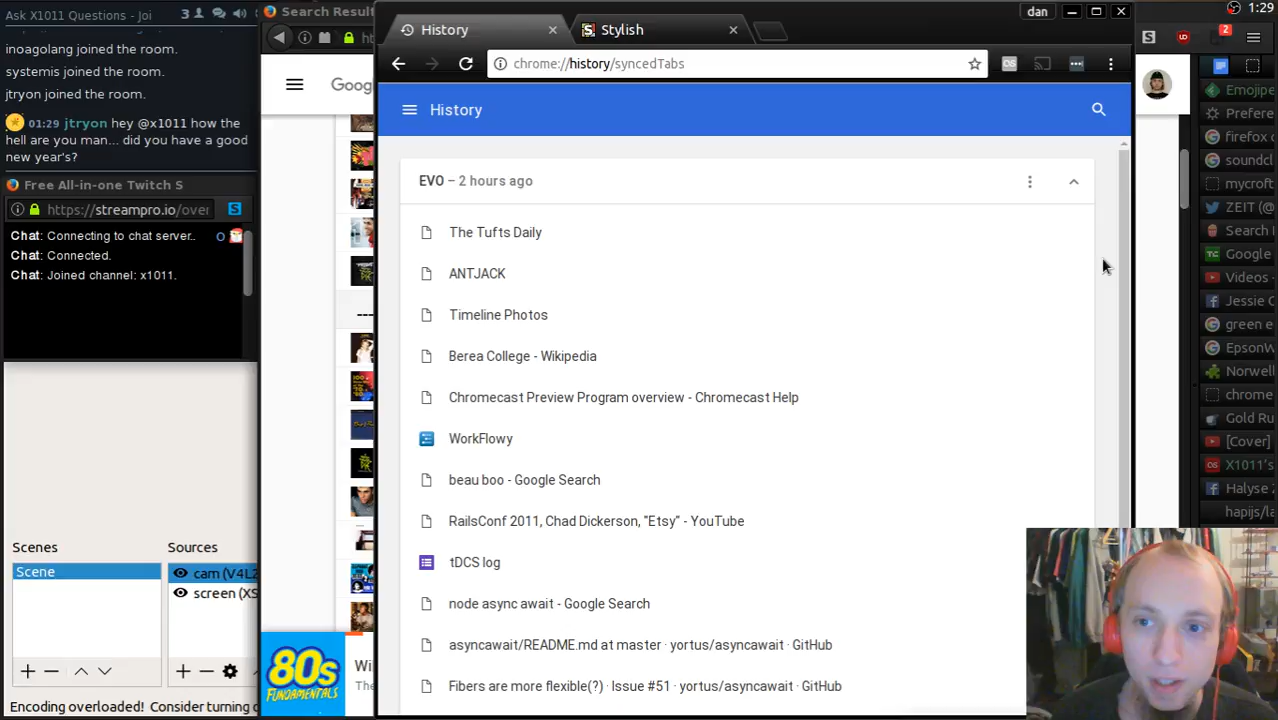 Ask X1011 Questions - Joi
3
inoagolang joined the room.
systemis joined the room.
jtryon joined the room.
01:29 jtryon hey @x1011 how the
hell are you man... did you have a good
new year's?
Free All-in-one Twitch S
https://streampro.io/over
Chat: Connecting to chat server..
Chat: Connected.
Chat: Joined channel: x1011.
Scenes
Scene
Sources
cam (V4L2
screen (XS
Encoding overloaded! Consider turning
Search Result
Goog
80s
FUNDAMENTALS
Wi
The
dan
History
Stylish
chrome://history/syncedTabs
History
EVO – 2 hours ago
The Tufts Daily
ANTJACK
Timeline Photos
Berea College - Wikipedia
Chromecast Preview Program overview - Chromecast Help
WorkFlowy
beau boo - Google Search
RailsConf 2011, Chad Dickerson, "Etsy" - YouTube
tDCS log
node async await - Google Search
asyncawait/README.md at master · yortus/asyncawait · GitHub
Fibers are more flexible(?) · Issue #51 · yortus/asyncawait · GitHub
1:29
2
Emojipe
Prefere
firefox c
soundcl
mycroft
ZEIT (@
Search
Google
Videos -
Jessie C
green e
EpsonW
Norwell
chrome
Gold Ru
[Cover]
X1011's
Halyse
hapijs/la